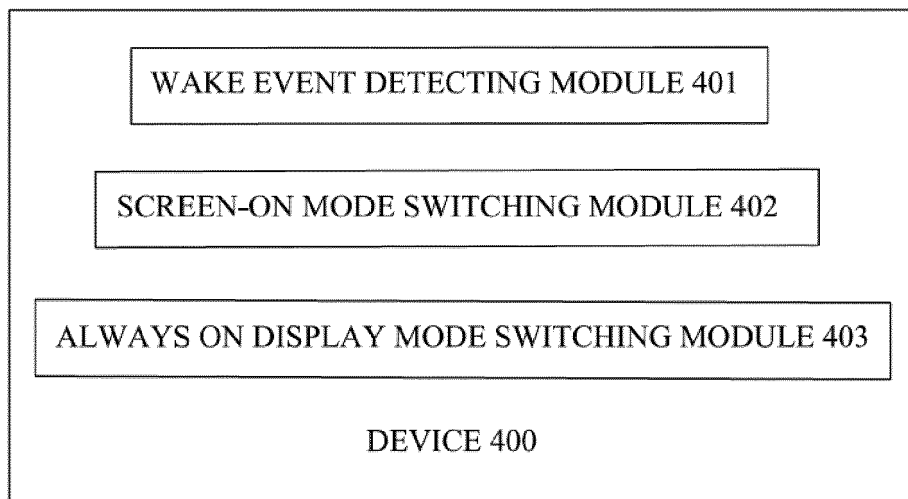 WAKE EVENT DETECTING MODULE 401
SCREEN-ON MODE SWITCHING MODULE 402
ALWAYS ON DISPLAY MODE SWITCHING MODULE 403
DEVICE 400